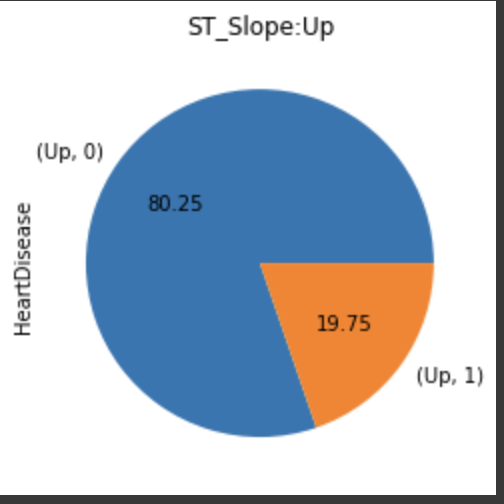 ST_Slope:Up
(Up, 0)
80.25
HeartDisease
19.75
(Up, 1)